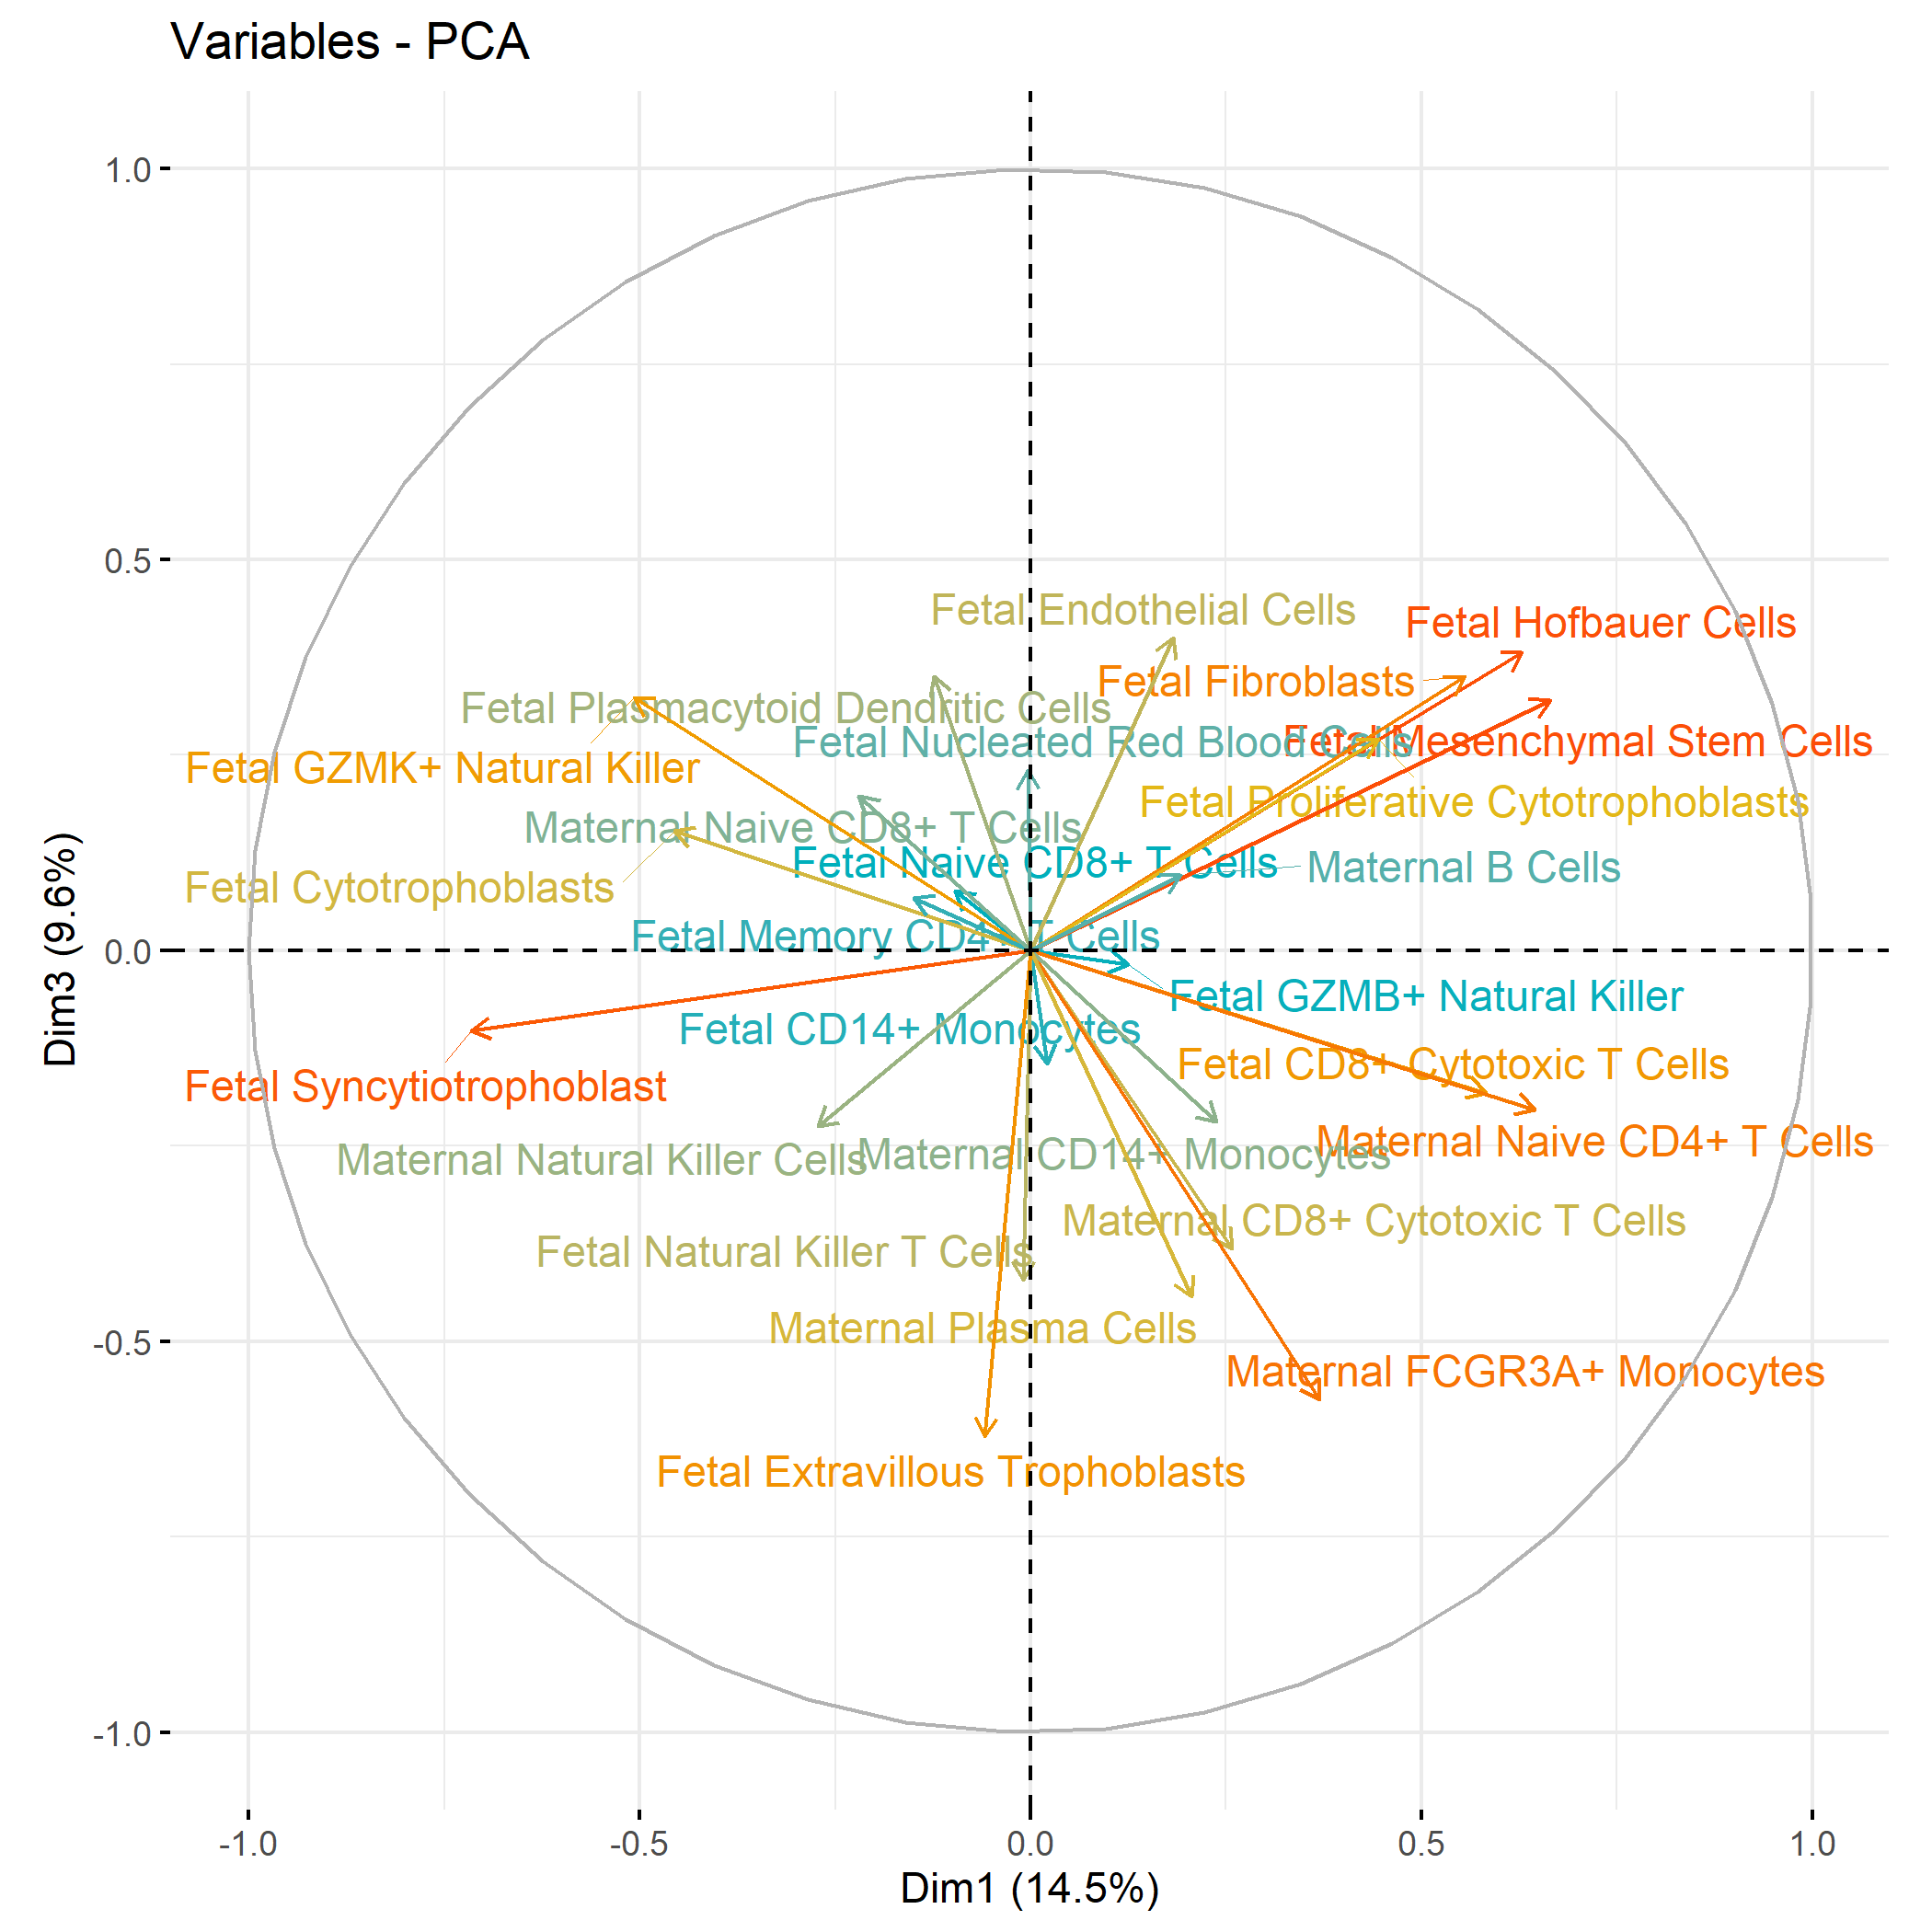 Variables - PCA
1.0
0.5
0.0
-0.5
-1.0
Dim3 (9.6%)
Fetal Endothelial Cells
Fetal Hofbauer Cells
Fetal Fibroblasts
Fetal Plasmacytoid Dendritic Cells
Fetal Nucleated Red Blood Cells
Fetal Mesenchymal Stem Cells
Fetal GZMK+ Natural Killer
Fetal Proliferative Cytotrophoblasts
Maternal Naive CD8+ T Cells
Fetal Naive CD8+ T Cells
Maternal B Cells
Fetal Cytotrophoblasts
Fetal Memory CD4+ T Cells
Fetal GZMB+ Natural Killer
Fetal CD14+ Monocytes
Fetal CD8+ Cytotoxic T Cells
Fetal Syncytiotrophoblast
Maternal Naive CD4+ T Cells
Maternal Natural Killer Cells
Maternal CD14+ Monocytes
Maternal CD8+ Cytotoxic T Cells
Fetal Natural Killer T Cells
Maternal Plasma Cells
Maternal FCGR3A+ Monocytes
Fetal Extravillous Trophoblasts
-1.0
-0.5
0.0
0.5
1.0
Dim1 (14.5%)